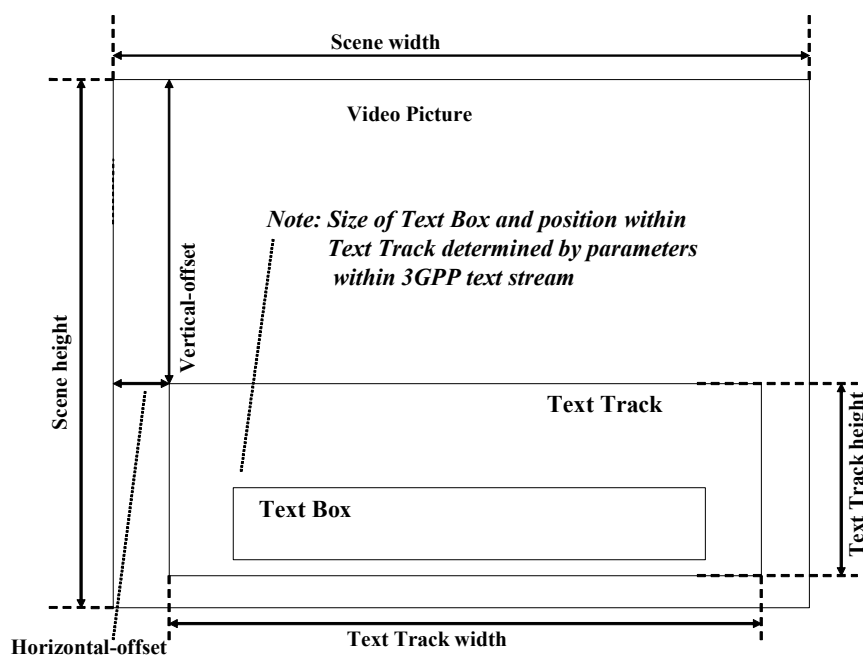 Scene width
Video Picture
Note: Size of Text Box and position within
Text Track determined by parameters
within 3GPP text stream
Vertical-offset
Scene height
Text Track
Text Track height
Text Box
Horizontal-offset
Text Track width